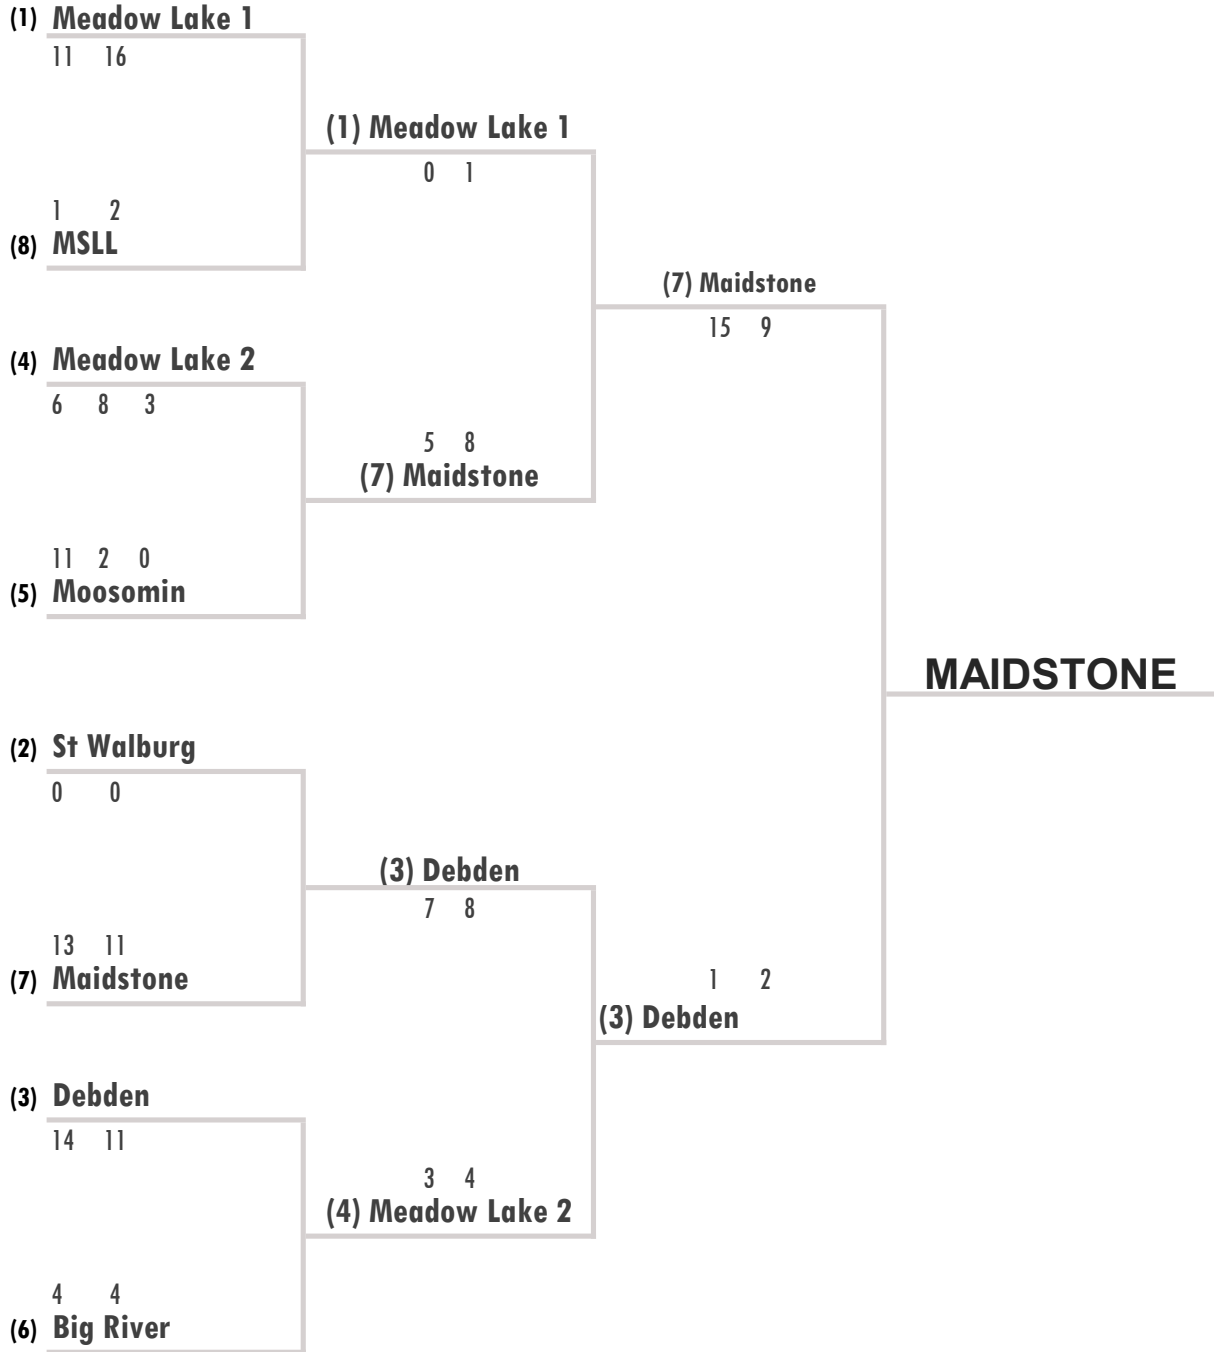 (1) Meadow Lake 1
11 16
(1) Meadow Lake 1
0 1
1 2
(8) MSLL
(7) Maidstone
15 9
(4) Meadow Lake 2
6 8 3
5 8
(7) Maidstone
11 2 0
(5) Moosomin
MAIDSTONE
(2) St Walburg
0 0
(3) Debden
7 8
13 11
(7) Maidstone
1 2
(3) Debden
(3) Debden
14 11
3 4
(4) Meadow Lake 2
4 4
(6) Big River